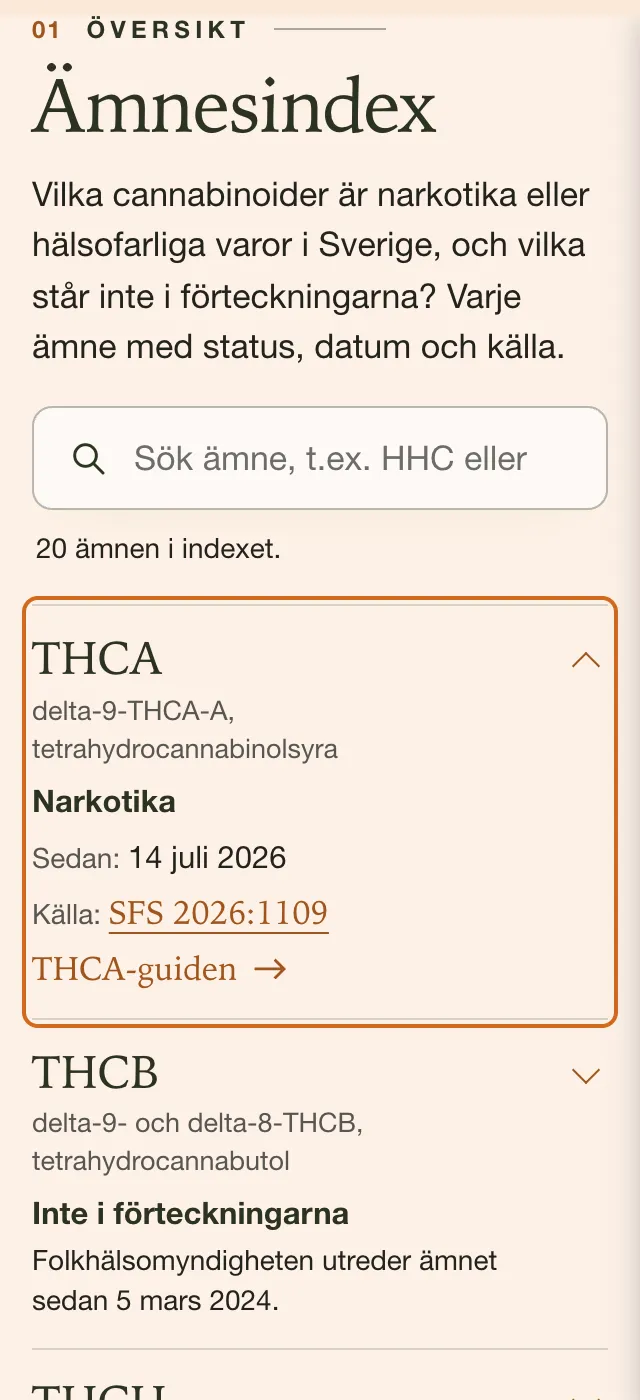 01 ÖVERSIKT
Ämnesindex
Vilka cannabinoider är narkotika eller
hälsofarliga varor i Sverige, och vilka
står inte i förteckningarna? Varje
ämne med status, datum och källa.
Sök ämne, t.ex. HHC eller
20 ämnen i indexet.
THCA
delta-9-THCA-A,
tetrahydrocannabinolsyra
Narkotika
Sedan: 14 juli 2026
Källa: SFS 2026:1109
THCA-guiden →
THCB
delta-9- och delta-8-THCB,
tetrahydrocannabutol
Inte i förteckningarna
Folkhälsomyndigheten utreder ämnet
sedan 5 mars 2024.